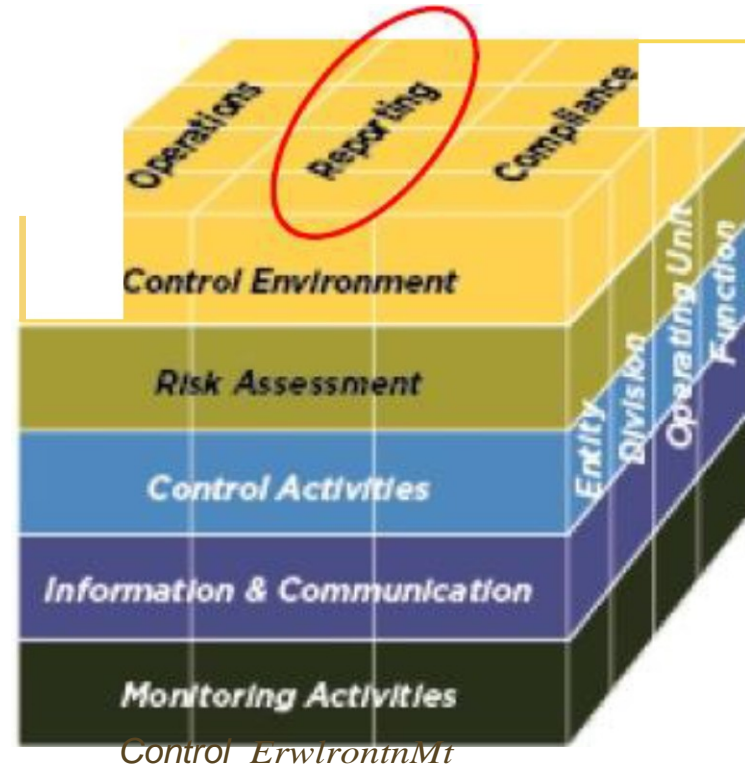 Operations
Reporting
Compliance
Control Environment
Risk Assessment
Control Activities
Information & Communication
Monitoring Activities
Entity
Division
Operating Unit
Function
Control ErwlrontnMt